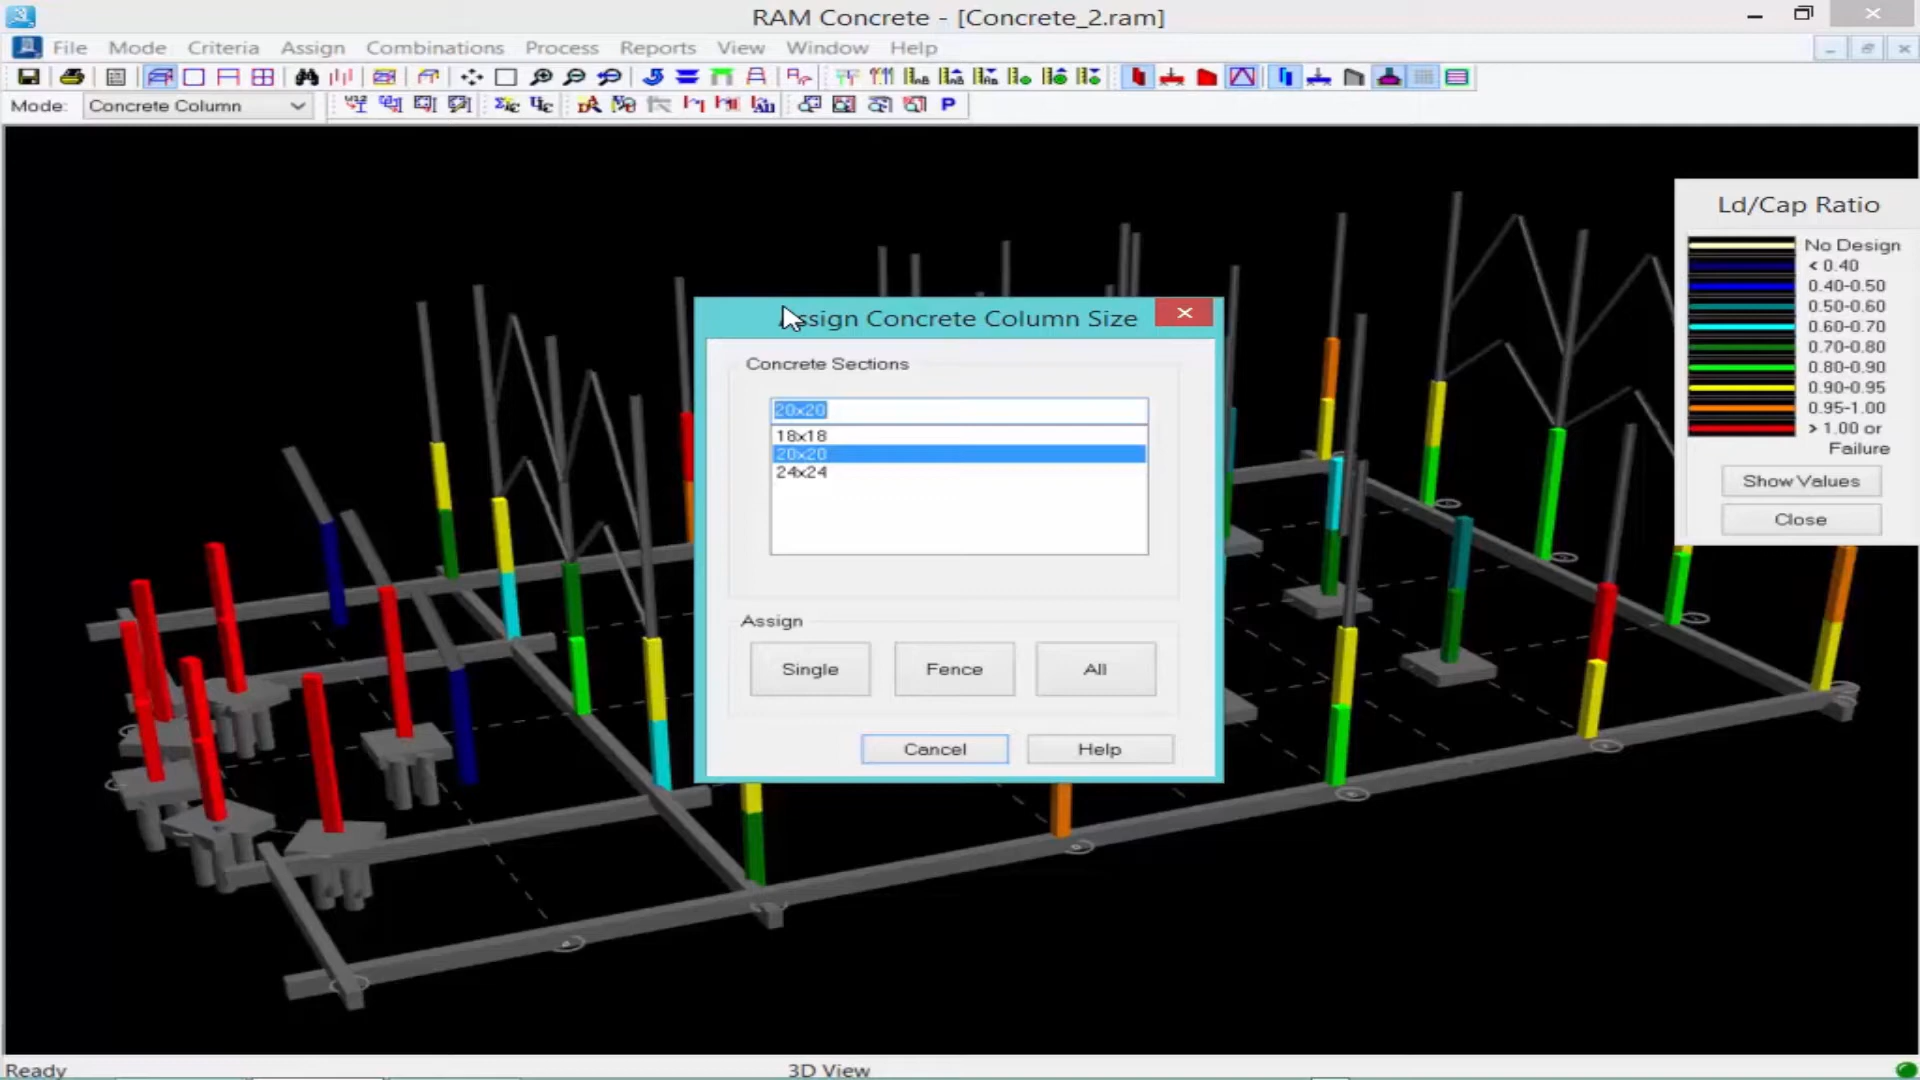 RAM Concrete - [Concrete_2.ram]
File Mode Criteria Assign Combinations Process Reports View Window Help
Mode: Concrete Column
P
Ld/Cap Ratio
No Design
< 0.40
0.40-0.50
0.50-0.60
0.60-0.70
0.70-0.80
0.80-0.90
0.90-0.95
0.95-1.00
> 1.00 or
Failure
Show Values
Close
Assign Concrete Column Size
Concrete Sections
20x20
18x18
20x20
24x24
Assign
Single Fence All
Cancel Help
Ready 3D View